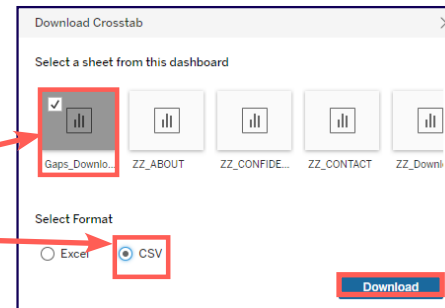 Download Crosstab
Select a sheet from this dashboard
Gaps_Downlo... ZZ_ABOUT ZZ_CONFIDE... ZZ_CONTACT ZZ_Downl
Select Format
Excel CSV
Download